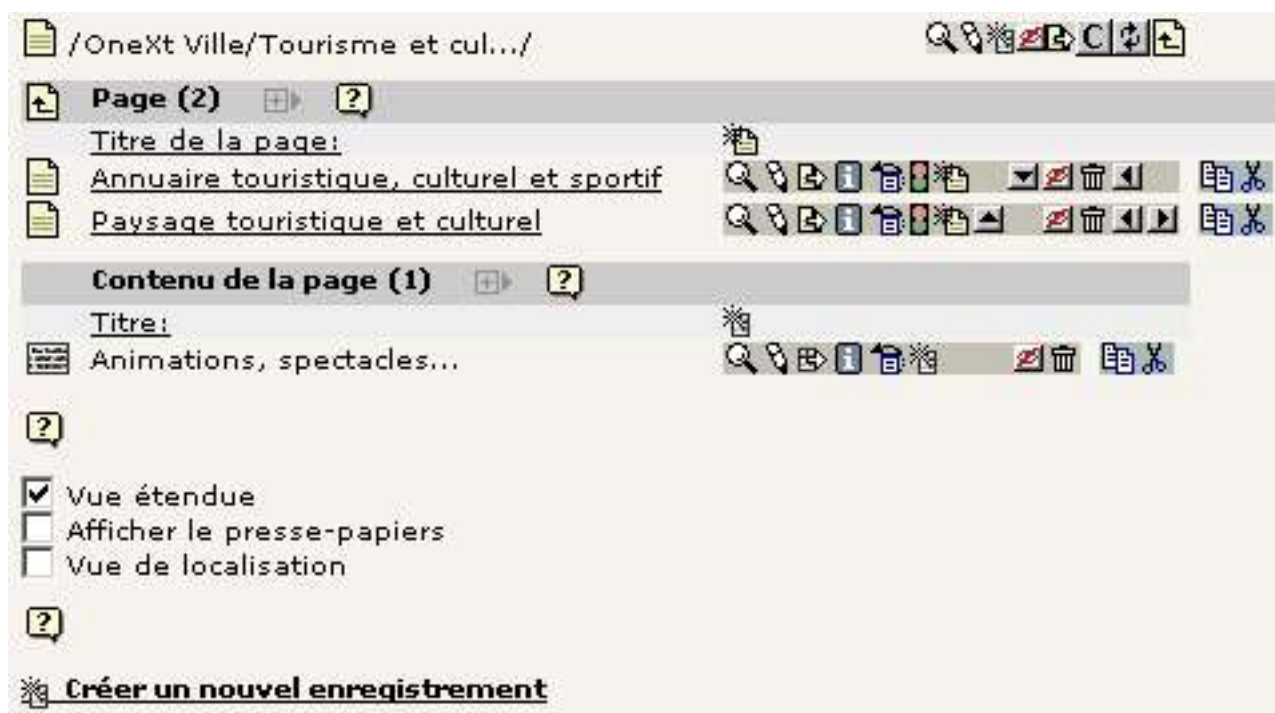 /OneXt Ville/Tourisme et cul.../ C
Page (2) ?
Titre de la page:
Annuaire touristique, culturel et sportif
Paysage touristique et culturel
Contenu de la page (1) ?
Titre:
Animations, spectacles...
?
Vue étendue
Afficher le presse-papiers
Vue de localisation
?
Créer un nouvel enregistrement